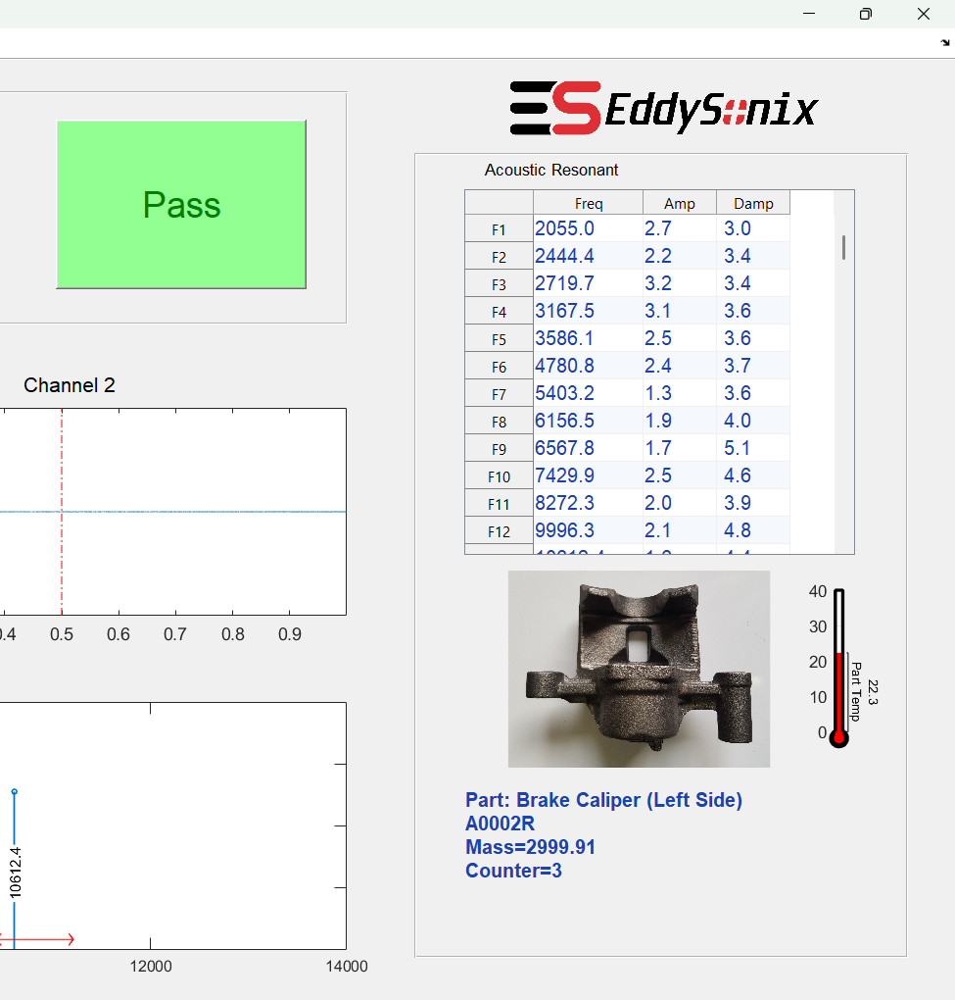 EddySonix
Pass
Acoustic Resonant
Freq Amp Damp
F1 2055.0 2.7 3.0
F2 2444.4 2.2 3.4
F3 2719.7 3.2 3.4
F4 3167.5 3.1 3.6
F5 3586.1 2.5 3.6
F6 4780.8 2.4 3.7
F7 5403.2 1.3 3.6
F8 6156.5 1.9 4.0
F9 6567.8 1.7 5.1
F10 7429.9 2.5 4.6
F11 8272.3 2.0 3.9
F12 9996.3 2.1 4.8
Channel 2
0.5 0.6 0.7 0.8 0.9
40
30
20
10
0
Part Temp
22.3
Part: Brake Caliper (Left Side)
A0002R
Mass=2999.91
Counter=3
10612.4
12000 14000